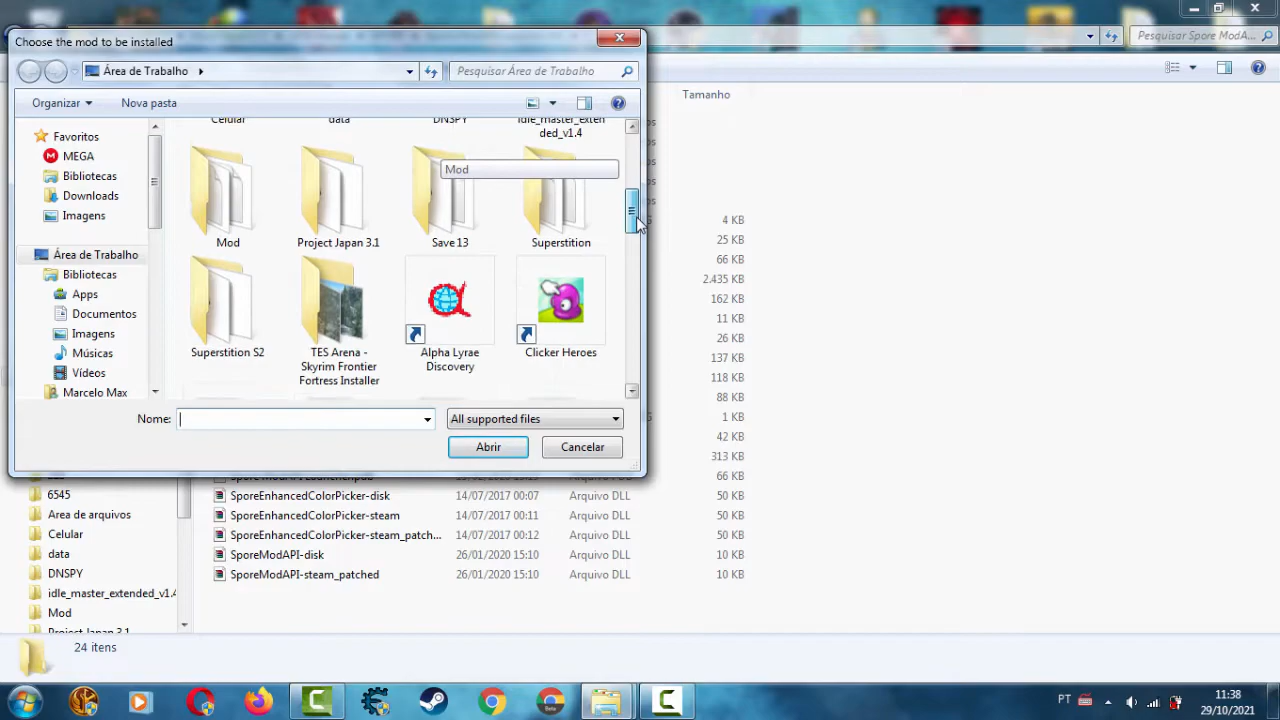 Choose the mod to be installed
Área de Trabalho
Pesquisar Área de Trabalho
Pesquisar Spore ModA...
Organizar
Nova pasta
Tamanho
Favoritos
MEGA
Bibliotecas
Downloads
Imagens
Área de Trabalho
Bibliotecas
Apps
Documentos
Imagens
Músicas
Vídeos
Marcelo Max
Celular
data
DNSPY
idle_master_exten
ded_v1.4
Mod
Mod
Project Japan 3.1
Save 13
Superstition
Superstition S2
TES Arena -
Skyrim Frontier
Fortress Installer
Alpha Lyrae
Discovery
Clicker Heroes
Nome:
All supported files
Abrir
Cancelar
4 KB
25 KB
66 KB
2.435 KB
162 KB
11 KB
26 KB
137 KB
118 KB
88 KB
1 KB
42 KB
313 KB
66 KB
SporeEnhancedColorPicker-disk 14/07/2017 00:07 Arquivo DLL 50 KB
SporeEnhancedColorPicker-steam 14/07/2017 00:11 Arquivo DLL 50 KB
SporeEnhancedColorPicker-steam_patch... 14/07/2017 00:12 Arquivo DLL 50 KB
SporeModAPI-disk 26/01/2020 15:10 Arquivo DLL 10 KB
SporeModAPI-steam_patched 26/01/2020 15:10 Arquivo DLL 10 KB
6545
Area de arquivos
Celular
data
DNSPY
idle_master_extended_v1.4
Mod
Project Japan 3.1
24 itens
PT
11:38
29/10/2021